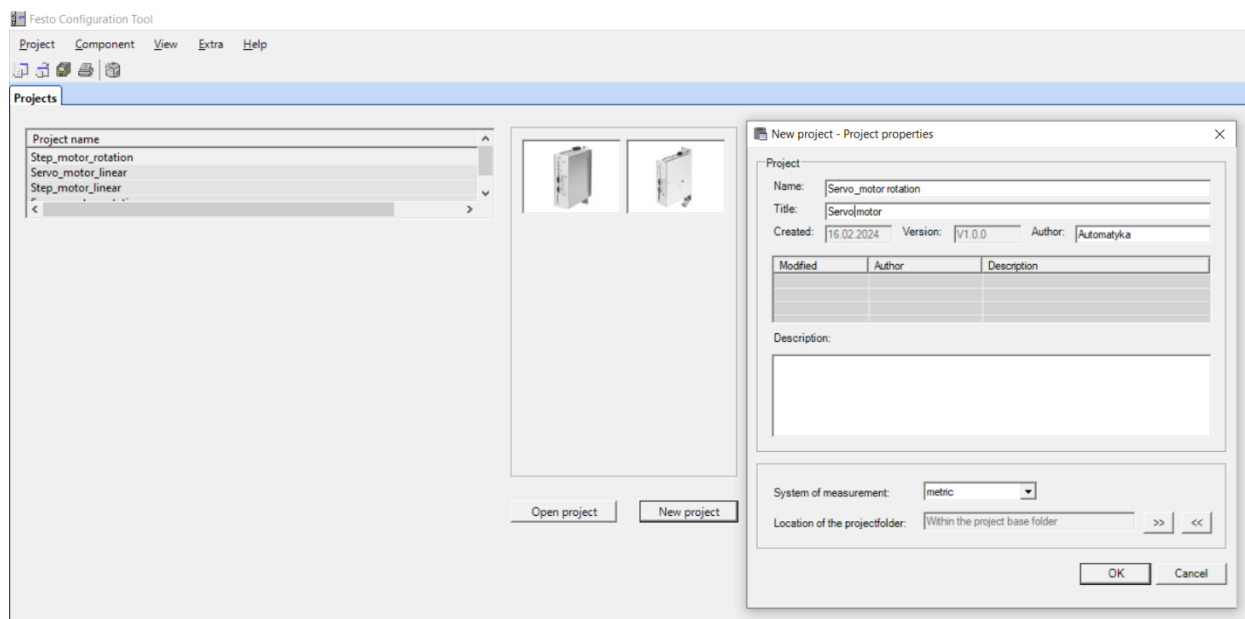 Festo Configuration Tool
Project Component View Extra Help
Projects
Project name
Step_motor_rotation
Servo_motor_linear
Step_motor_linear
Open project
New project
New project - Project properties
Project
Name: Servo_motor rotation
Title: Servo motor
Created: 16.02.2024 Version: V1.0.0 Author: Automatyka
Modified Author Description
Description:
System of measurement: metric
Location of the projectfolder: Within the project base folder >> <<
OK Cancel